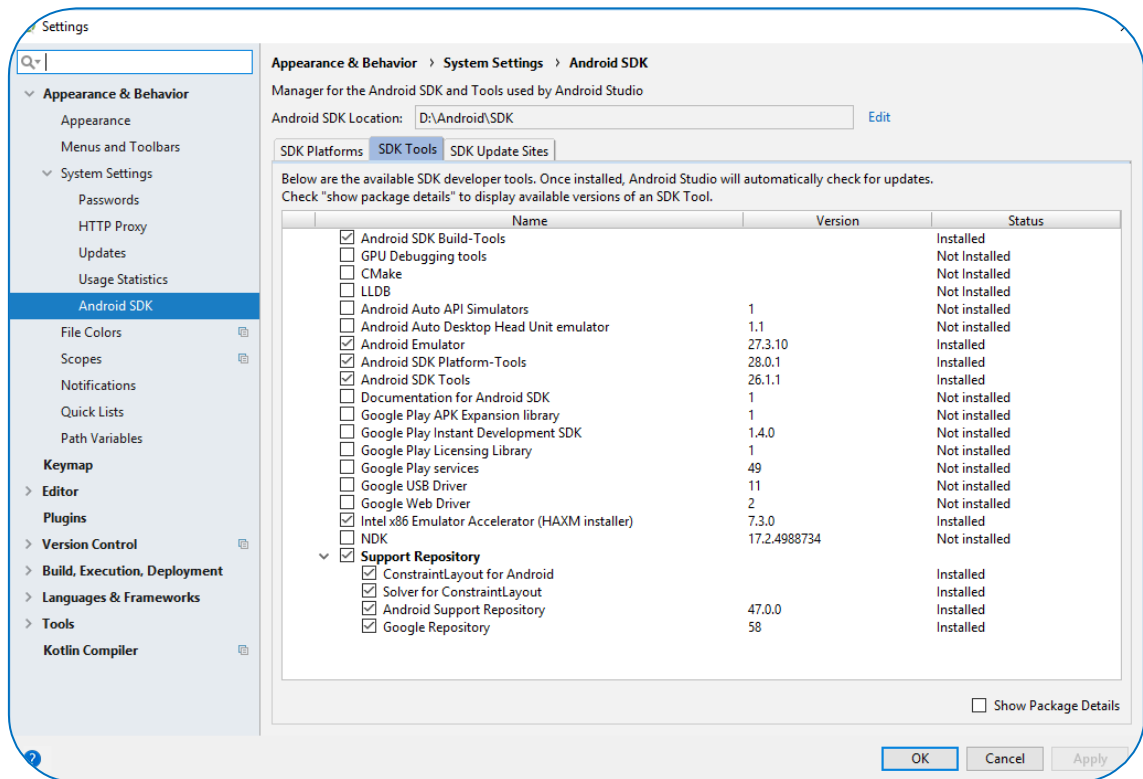 Settings
Appearance & Behavior
Appearance
Menus and Toolbars
System Settings
Passwords
HTTP Proxy
Updates
Usage Statistics
Android SDK
File Colors
Scopes
Notifications
Quick Lists
Path Variables
Keymap
Editor
Plugins
Version Control
Build, Execution, Deployment
Languages & Frameworks
Tools
Kotlin Compiler
Appearance & Behavior › System Settings › Android SDK
Manager for the Android SDK and Tools used by Android Studio
Android SDK Location: D:\Android\SDK Edit
SDK Platforms SDK Tools SDK Update Sites
Below are the available SDK developer tools. Once installed, Android Studio will automatically check for updates.
Check "show package details" to display available versions of an SDK Tool.
Name Version Status
Android SDK Build-Tools Installed
GPU Debugging tools Not Installed
CMake Not Installed
LLDB Not Installed
Android Auto API Simulators 1 Not installed
Android Auto Desktop Head Unit emulator 1.1 Not installed
Android Emulator 27.3.10 Installed
Android SDK Platform-Tools 28.0.1 Installed
Android SDK Tools 26.1.1 Installed
Documentation for Android SDK 1 Not installed
Google Play APK Expansion library 1 Not installed
Google Play Instant Development SDK 1.4.0 Not installed
Google Play Licensing Library 1 Not installed
Google Play services 49 Not installed
Google USB Driver 11 Not installed
Google Web Driver 2 Not installed
Intel x86 Emulator Accelerator (HAXM installer) 7.3.0 Installed
NDK 17.2.4988734 Not installed
Support Repository
ConstraintLayout for Android Installed
Solver for ConstraintLayout Installed
Android Support Repository 47.0.0 Installed
Google Repository 58 Installed
Show Package Details
? OK Cancel Apply